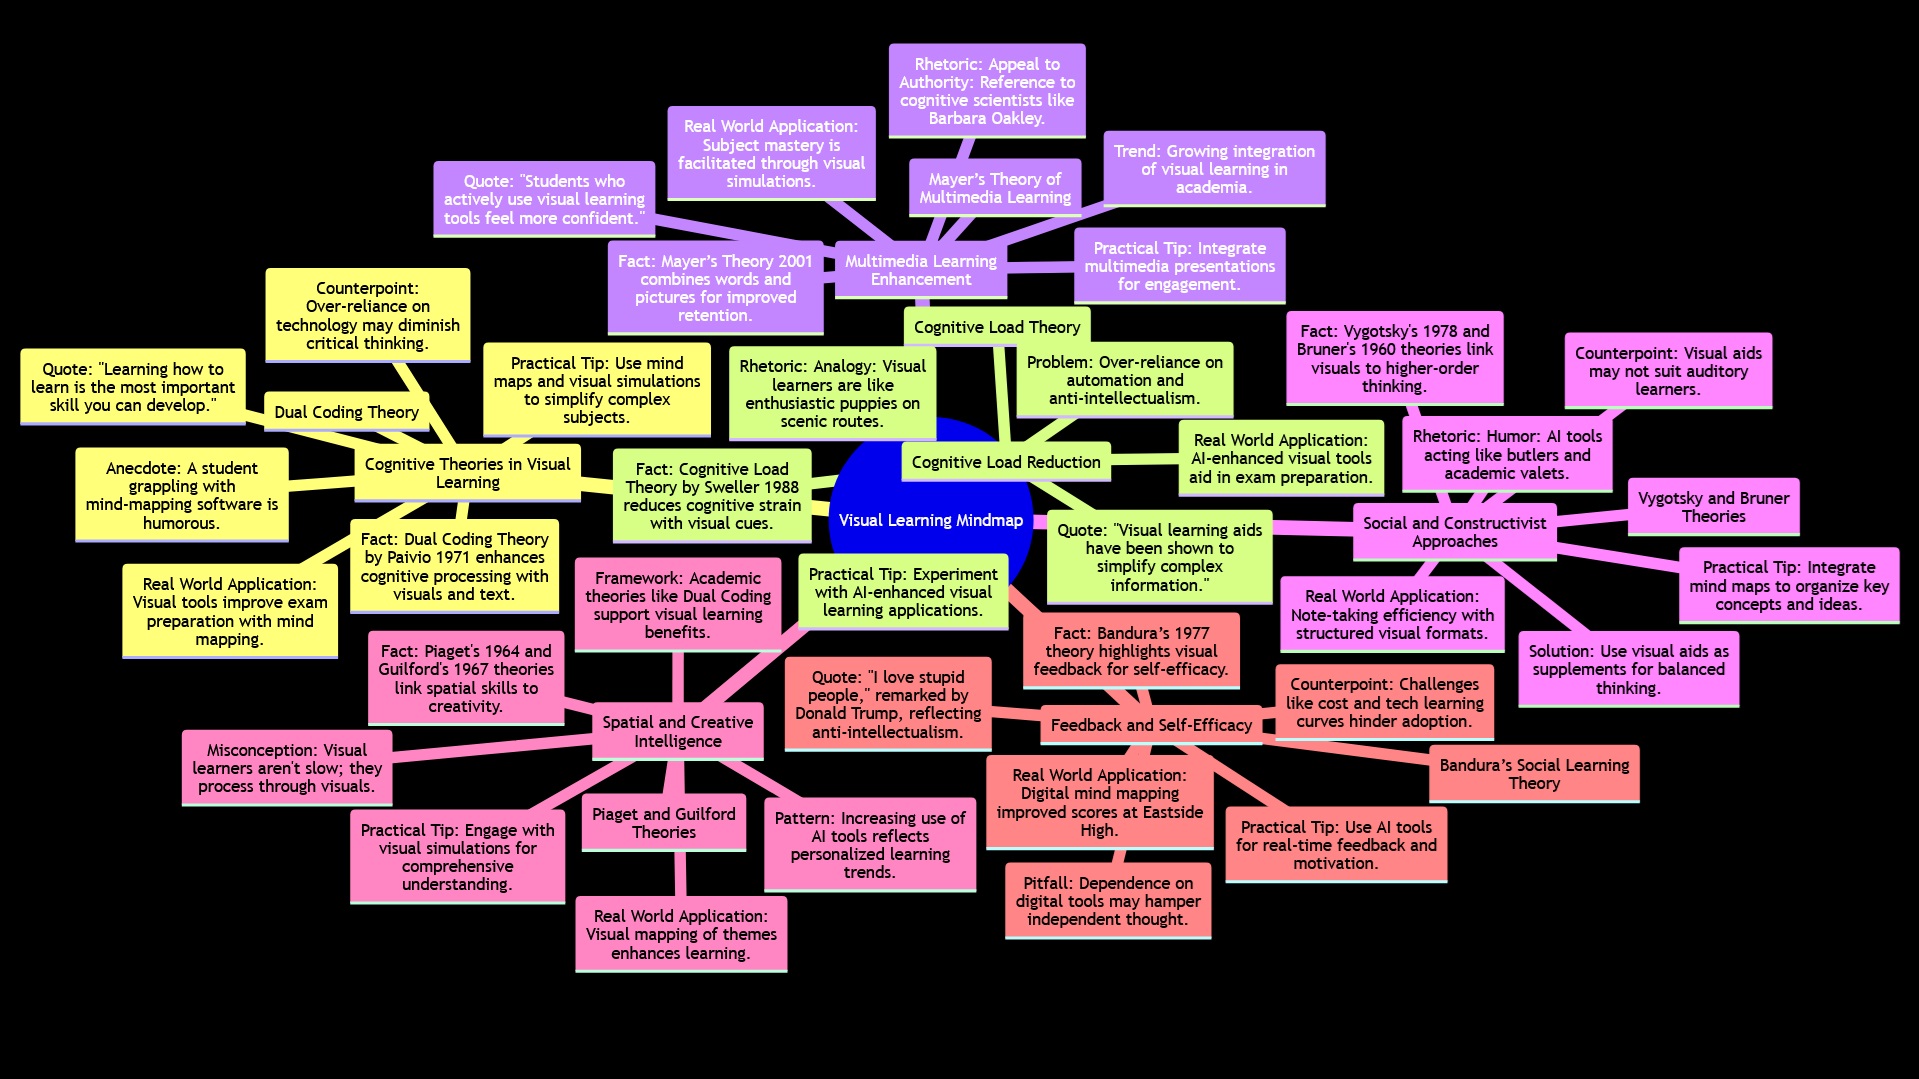 Rhetoric: Appeal to
Authority: Reference to
cognitive scientists like
Barbara Oakley.
Real World Application:
Subject mastery is
facilitated through visual
simulations.
Mayer’s Theory of
Multimedia Learning
Trend: Growing integration
of visual learning in
academia.
Quote: "Students who
actively use visual learning
tools feel more confident."
Fact: Mayer’s Theory 2001
combines words and
pictures for improved
retention.
Multimedia Learning
Enhancement
Practical Tip: Integrate
multimedia presentations
for engagement.
Counterpoint:
Over-reliance on
technology may diminish
critical thinking.
Quote: "Learning how to
learn is the most important
skill you can develop."
Dual Coding Theory
Practical Tip: Use mind
maps and visual simulations
to simplify complex
subjects.
Anecdote: A student
grappling with
mind-mapping software is
humorous.
Cognitive Theories in Visual
Learning
Real World Application:
Visual tools improve exam
preparation with mind
mapping.
Fact: Dual Coding Theory
by Paivio 1971 enhances
cognitive processing with
visuals and text.
Cognitive Load Theory
Rhetoric: Analogy: Visual
learners are like
enthusiastic puppies on
scenic routes.
Problem: Over-reliance on
automation and
anti-intellectualism.
Fact: Cognitive Load
Theory by Sweller 1988
reduces cognitive strain
with visual cues.
Cognitive Load Reduction
Real World Application:
AI-enhanced visual tools
aid in exam preparation.
Visual Learning Mindmap
Quote: "Visual learning aids
have been shown to
simplify complex
information."
Practical Tip: Experiment
with AI-enhanced visual
learning applications.
Fact: Vygotsky's 1978 and
Bruner's 1960 theories link
visuals to higher-order
thinking.
Counterpoint: Visual aids
may not suit auditory
learners.
Rhetoric: Humor: AI tools
acting like butlers and
academic valets.
Vygotsky and Bruner
Theories
Social and Constructivist
Approaches
Practical Tip: Integrate
mind maps to organize key
concepts and ideas.
Real World Application:
Note-taking efficiency with
structured visual formats.
Solution: Use visual aids as
supplements for balanced
thinking.
Framework: Academic
theories like Dual Coding
support visual learning
benefits.
Fact: Piaget's 1964 and
Guilford's 1967 theories
link spatial skills to
creativity.
Spatial and Creative
Intelligence
Misconception: Visual
learners aren't slow; they
process through visuals.
Practical Tip: Engage with
visual simulations for
comprehensive
understanding.
Piaget and Guilford
Theories
Pattern: Increasing use of
AI tools reflects
personalized learning
trends.
Real World Application:
Visual mapping of themes
enhances learning.
Fact: Bandura’s 1977
theory highlights visual
feedback for self-efficacy.
Quote: "I love stupid
people," remarked by
Donald Trump, reflecting
anti-intellectualism.
Feedback and Self-Efficacy
Counterpoint: Challenges
like cost and tech learning
curves hinder adoption.
Bandura’s Social Learning
Theory
Real World Application:
Digital mind mapping
improved scores at Eastside
High.
Practical Tip: Use AI tools
for real-time feedback and
motivation.
Pitfall: Dependence on
digital tools may hamper
independent thought.